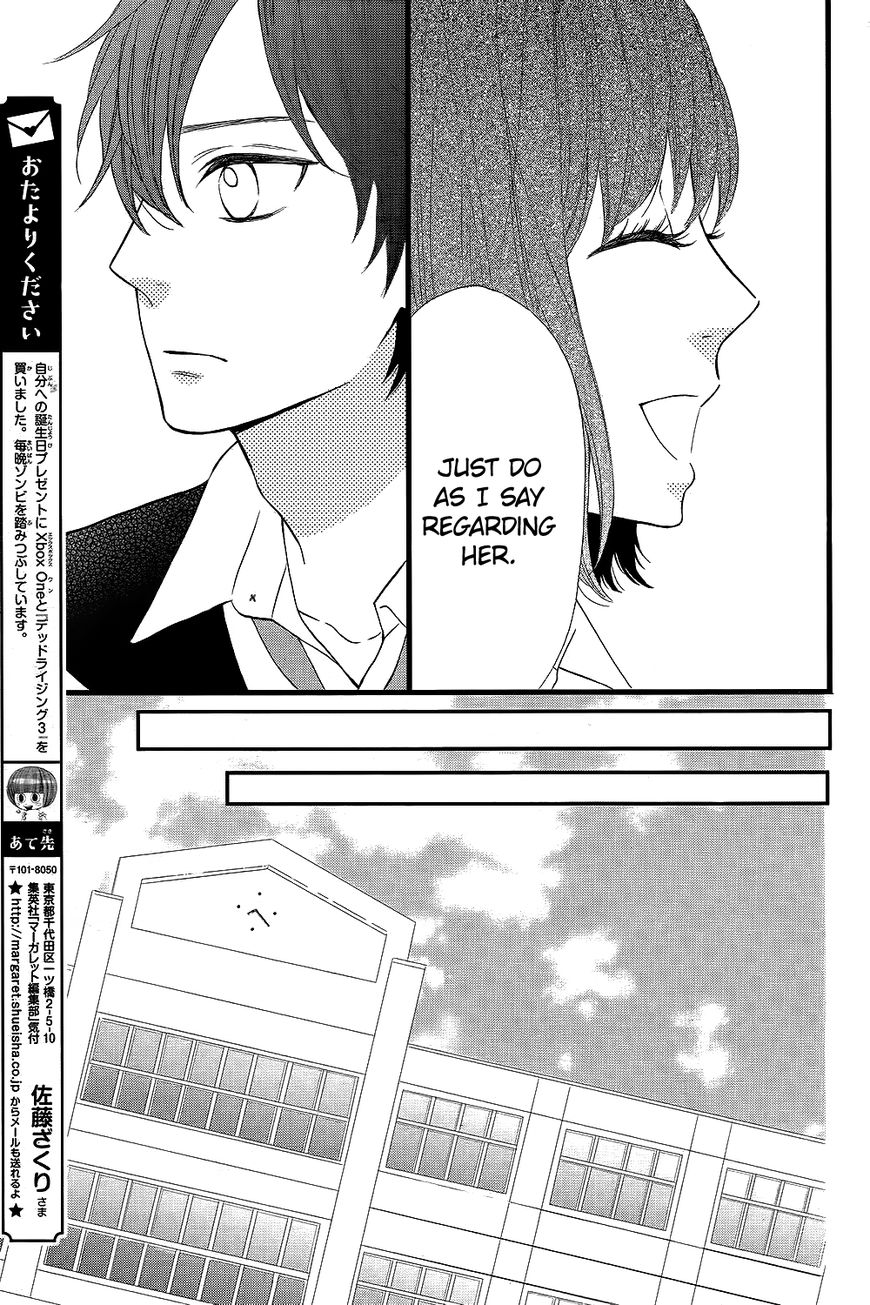 JUST DO
AS I SAY
REGARDING
HER.
おたよりください
自分への誕生日プレゼントにXbox Oneと「デッドライジング3」を
買いました。毎晩ゾンビを踏みつぶしています。
あて先
〒101-8050
東京都千代田区一ツ橋2-5-10
集英社「マーガレット編集部」気付
佐藤ざくりさま
★http://margaret.shueisha.co.jpからメールも送れるよ★